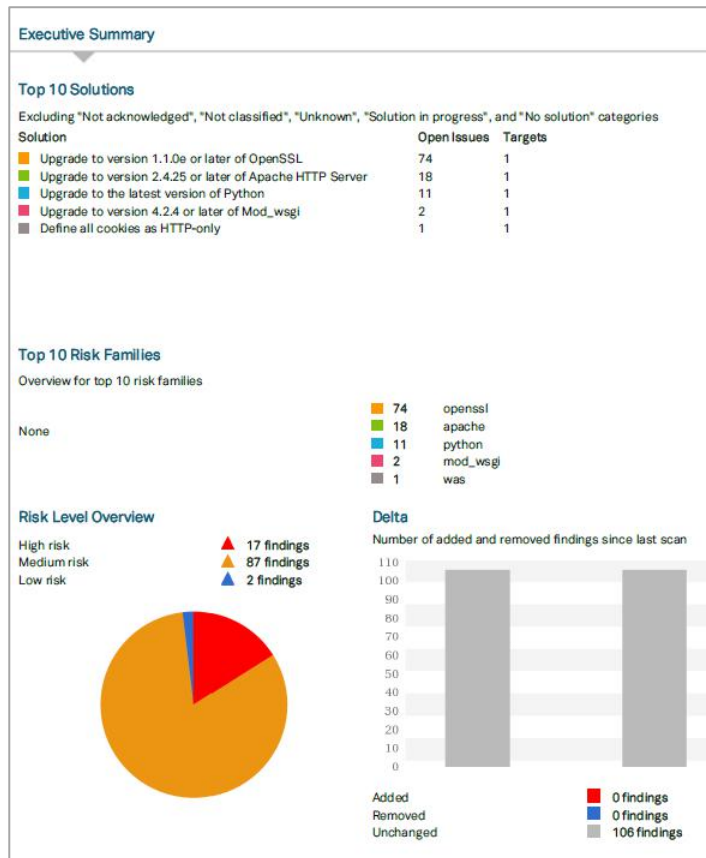 Executive Summary
Top 10 Solutions
Excluding "Not acknowledged", "Not classified", "Unknown", "Solution in progress", and "No solution" categories
Solution Open Issues Targets
Upgrade to version 1.1.0e or later of OpenSSL 74 1
Upgrade to version 2.4.25 or later of Apache HTTP Server 18 1
Upgrade to the latest version of Python 11 1
Upgrade to version 4.2.4 or later of Mod_wsgi 2 1
Define all cookies as HTTP-only 1 1
Top 10 Risk Families
Overview for top 10 risk families
None
74 openssl
18 apache
11 python
2 mod_wsgi
1 was
Risk Level Overview
High risk 17 findings
Medium risk 87 findings
Low risk 2 findings
Delta
Number of added and removed findings since last scan
110
100
90
80
70
60
50
40
30
20
10
0
Added 0 findings
Removed 0 findings
Unchanged 106 findings